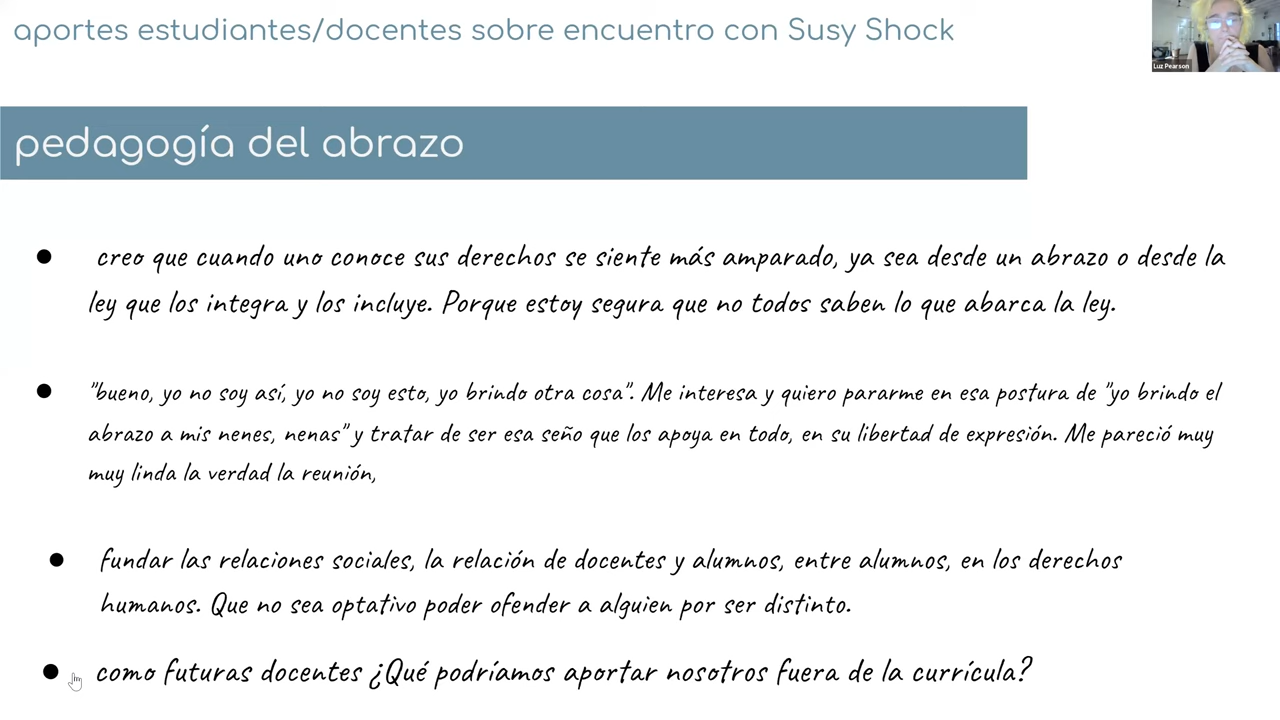 aportes estudiantes/docentes sobre encuentro con Susy Shock
Luz Pearson
pedagogía del abrazo
creo que cuando uno conoce sus derechos se siente más amparado, ya sea desde un abrazo o desde la
ley que los integra y los incluye. Porque estoy segura que no todos saben lo que abarca la ley.
"bueno, yo no soy así, yo no soy esto, yo brindo otra cosa". Me interesa y quiero pararme en esa postura de "yo brindo el
abrazo a mis nenes, nenas" y tratar de ser esa seño que los apoya en todo, en su libertad de expresión. Me pareció muy
muy linda la verdad la reunión,
fundar las relaciones sociales, la relación de docentes y alumnos, entre alumnos, en los derechos
humanos. Que no sea optativo poder ofender a alguien por ser distinto.
como futuras docentes ¿Qué podríamos aportar nosotros fuera de la currícula?